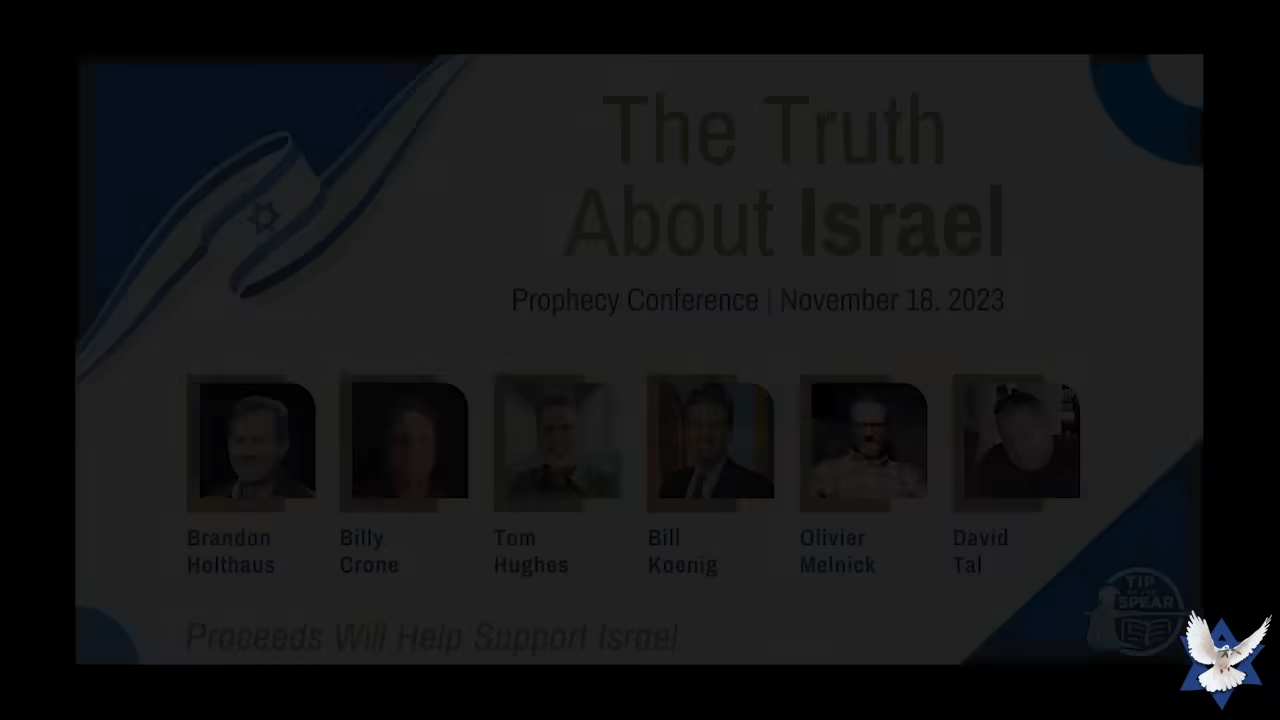 The Truth
About Israel
Prophecy Conference | November 18, 2023
Brandon
Holthaus
Billy
Crone
Tom
Hughes
Bill
Koenig
Olivier
Melnick
David
Tal
Proceeds Will Help Support Israel
TIP
SPEAR